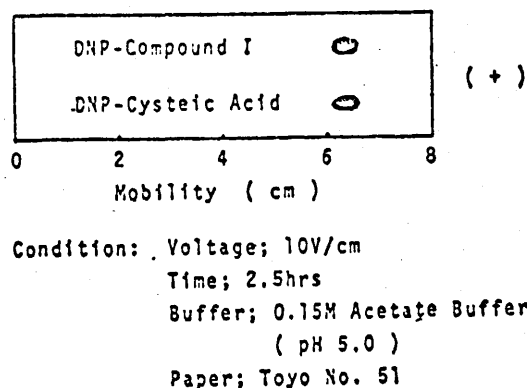 DNP-Compound I
( + )
DNP-Cysteic Acid
0 2 4 6 8
Mobility ( cm )
Condition: Voltage; 10V/cm
Time; 2.5hrs
Buffer; 0.15M Acetate Buffer
( pH 5.0 )
Paper; Toyo No. 51